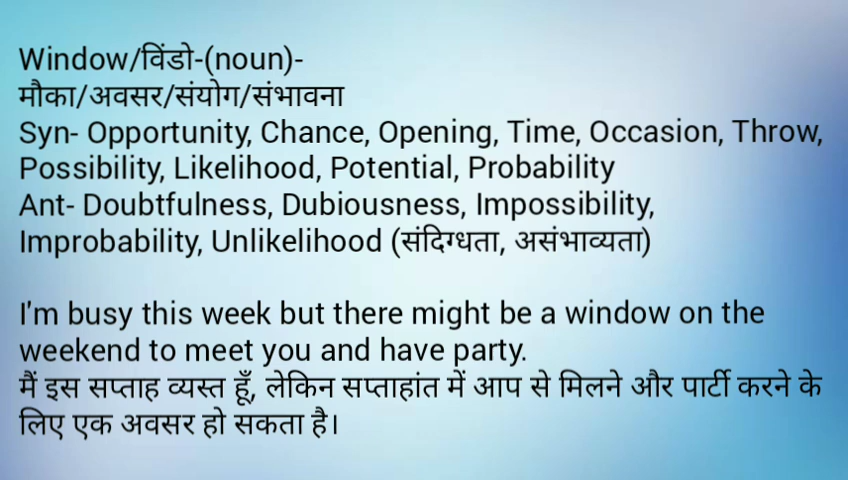 Window/विंडो-(noun)-
मौका/अवसर/संयोग/संभावना
Syn- Opportunity, Chance, Opening, Time, Occasion, Throw,
Possibility, Likelihood, Potential, Probability
Ant- Doubtfulness, Dubiousness, Impossibility,
Improbability, Unlikelihood (संदिग्धता, असंभाव्यता)
I'm busy this week but there might be a window on the
weekend to meet you and have party.
मैं इस सप्ताह व्यस्त हूँ, लेकिन सप्ताहांत में आप से मिलने और पार्टी करने के
लिए एक अवसर हो सकता है।